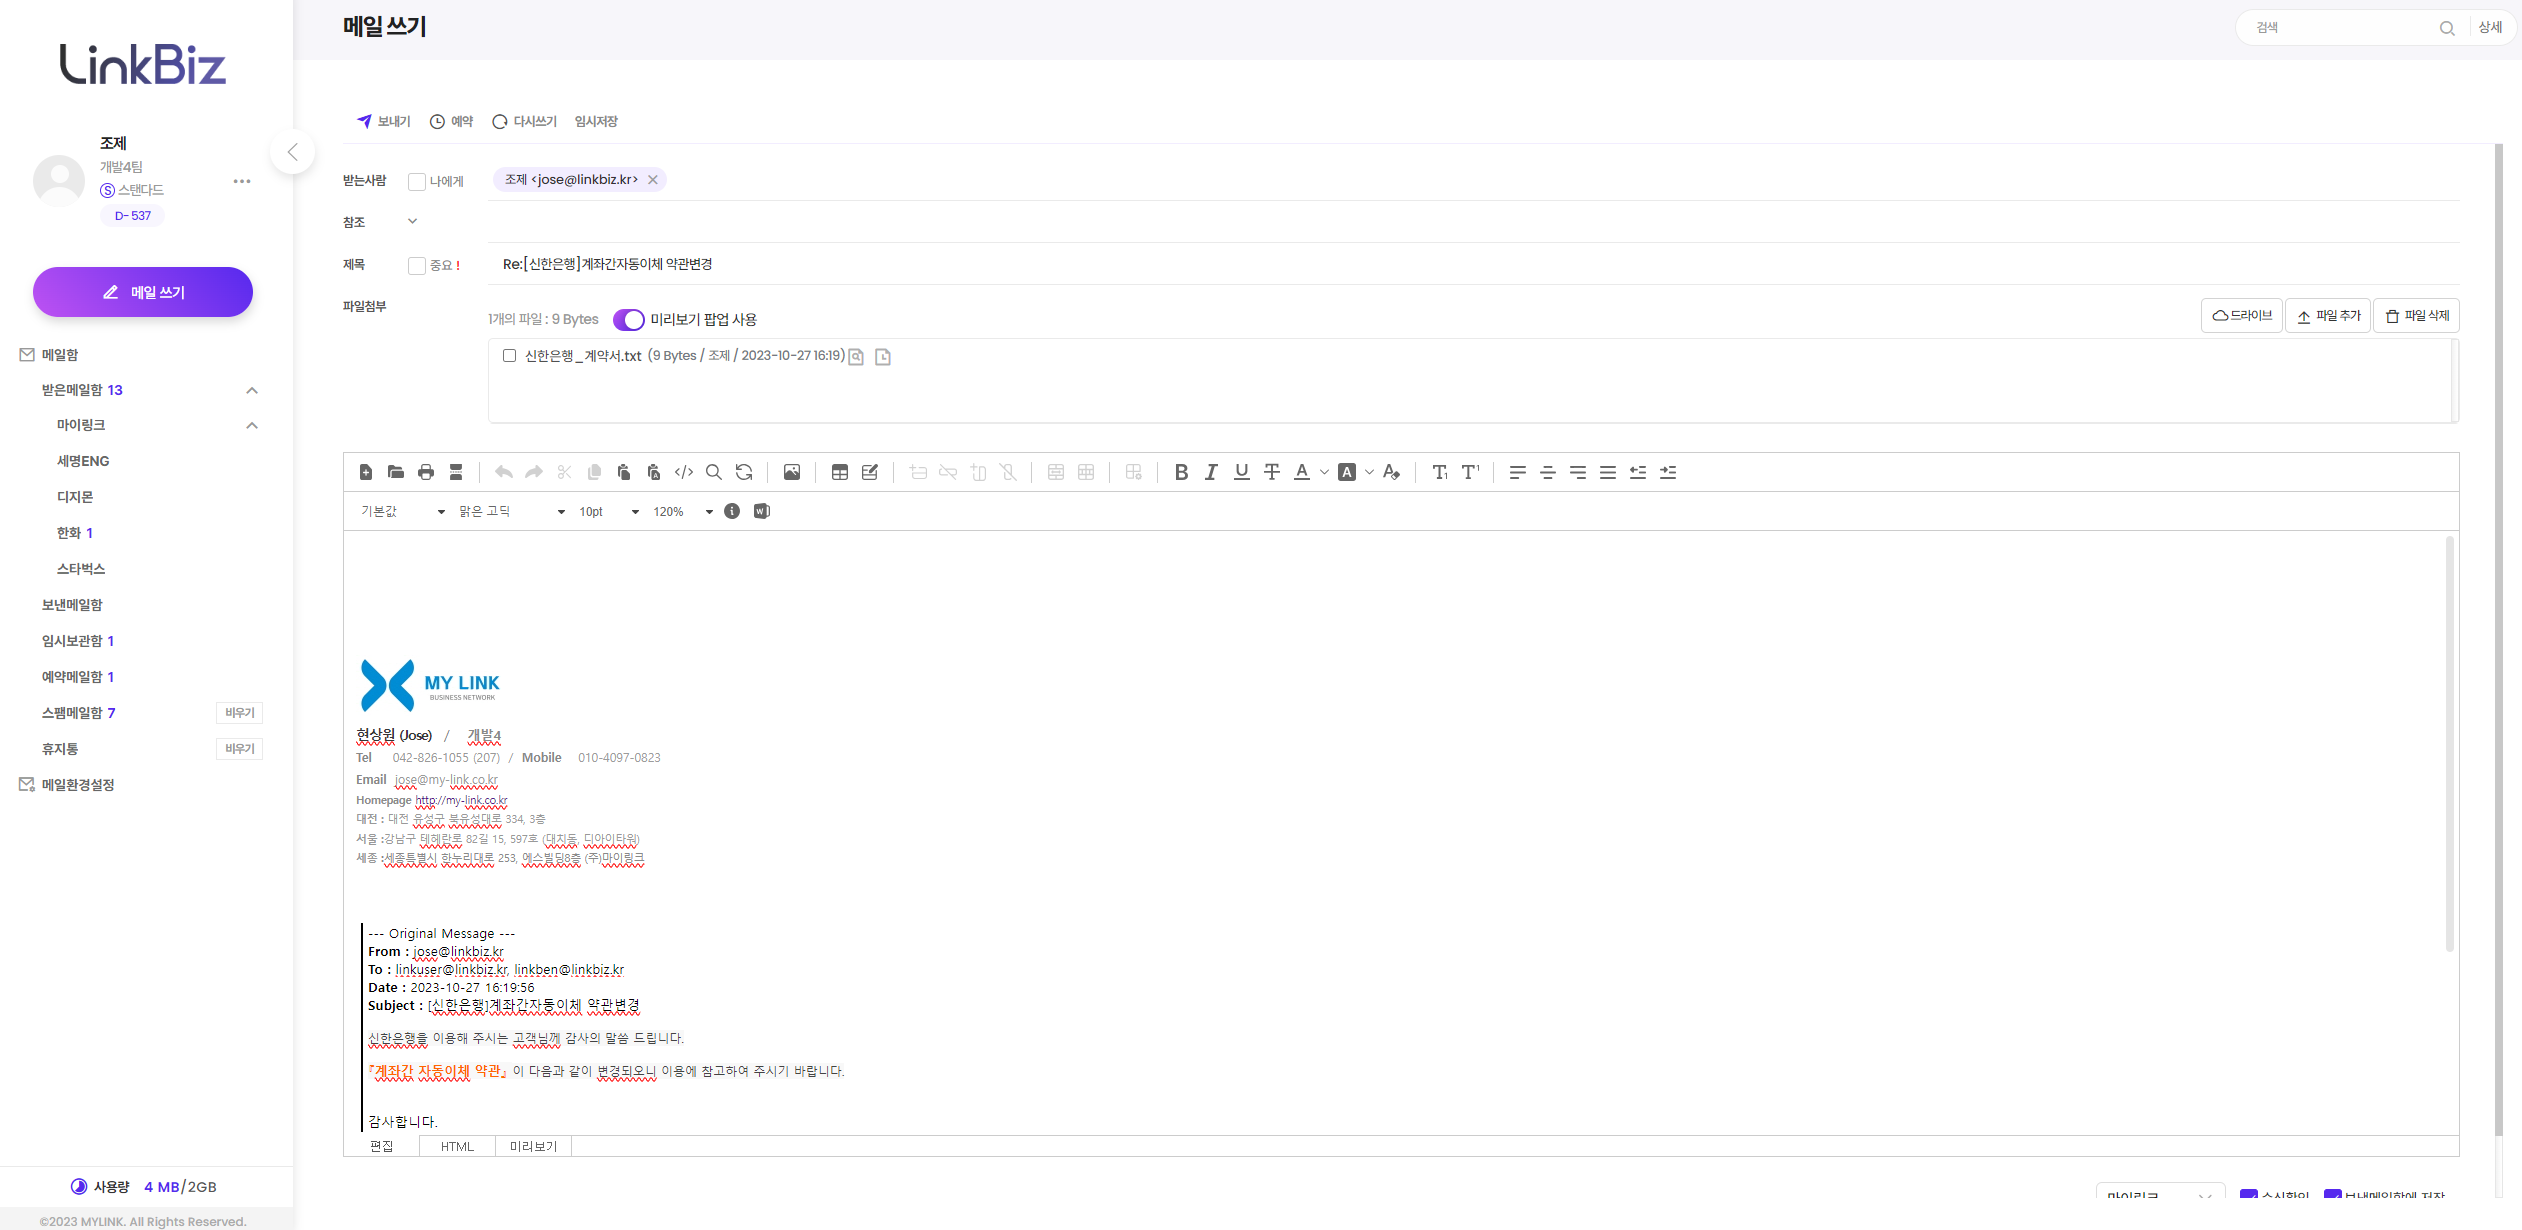 LinkBiz
조제
개발4팀
Ⓢ 스탠다드
D-537
메일 쓰기
메일함
받은메일함 13
마이링크
세명ENG
디지몬
한화 1
스타벅스
보낸메일함
임시보관함 1
예약메일함 1
스팸메일함 7 비우기
휴지통 비우기
메일환경설정
사용량 4 MB/2GB
©2023 MYLINK. All Rights Reserved.
메일 쓰기
검색 상세
보내기 예약 다시쓰기 임시저장
받는사람 나에게 조제 <jose@linkbiz.kr>
참조
제목 중요 ! Re:[신한은행]계좌간자동이체 약관변경
파일첨부
1개의 파일 : 9 Bytes 미리보기 팝업 사용 드라이브 파일 추가 파일 삭제
신한은행_계약서.txt (9 Bytes / 조제 / 2023-10-27 16:19)
기본값 맑은 고딕 10pt 120%
MY LINK
BUSINESS NETWORK
현상원 (Jose) / 개발4
Tel 042-826-1055 (207) / Mobile 010-4097-0823
Email jose@my-link.co.kr
Homepage http://my-link.co.kr
대전 : 대전 유성구 북유성대로 334, 3층
서울 :강남구 테헤란로 82길 15, 597호 (대치동, 디아이타워)
세종 :세종특별시 한누리대로 253, 에스빌딩8층 (주)마이링크
--- Original Message ---
From : jose@linkbiz.kr
To : linkuser@linkbiz.kr, linkben@linkbiz.kr
Date : 2023-10-27 16:19:56
Subject : [신한은행]계좌간자동이체 약관변경
신한은행을 이용해 주시는 고객님께 감사의 말씀 드립니다.
『계좌간 자동이체 약관』 이 다음과 같이 변경되오니 이용에 참고하여 주시기 바랍니다.
감사합니다.
편집 HTML 미리보기
마이링크 수신확인 보낸메일함에 저장